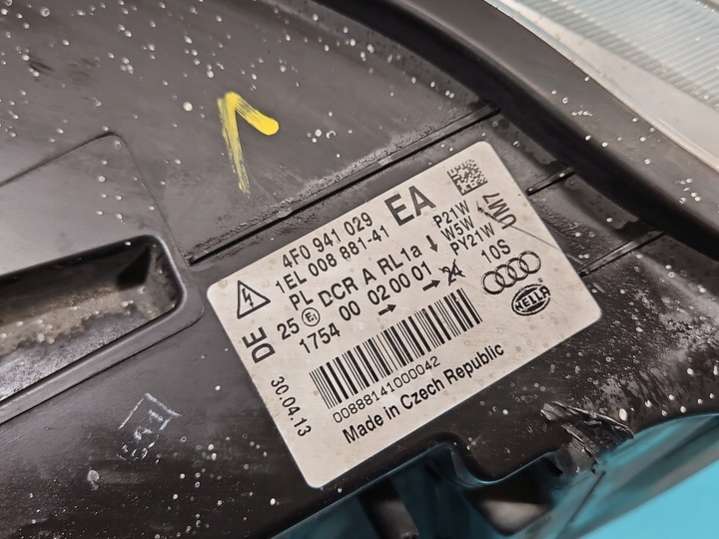 4F0 941 029 EA
1EL 008 881-41
PL DCR A RL1a
25 E1
1754 00 02 00 01 24
DE
P21W
W5W
PY21W
10S
HELLA
30.04.13
00888141000042
Made in Czech Republic